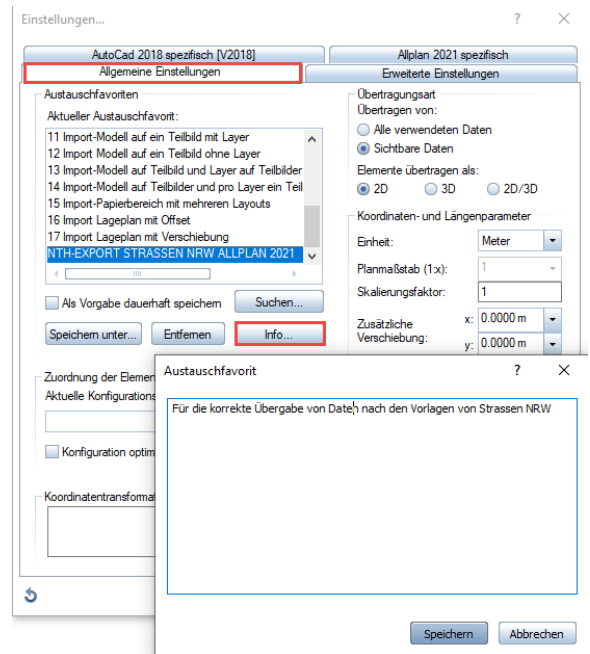 Einstellungen...
?
AutoCad 2018 spezifisch [V2018]
Allplan 2021 spezifisch
Allgemeine Einstellungen
Erweiterte Einstellungen
Austauschfavoriten
Aktueller Austauschfavorit:
11 Import-Modell auf ein Teilbild mit Layer
12 Import-Modell auf ein Teilbild ohne Layer
13 Import-Modell auf Teilbild und Layer auf Teilbilder
14 Import-Modell auf Teilbilder und pro Layer ein Teil
15 Import-Papierbereich mit mehreren Layouts
16 Import Lageplan mit Offset
17 Import Lageplan mit Verschiebung
NTH-EXPORT STRASSEN NRW ALLPLAN 2021
Als Vorgabe dauerhaft speichern
Suchen...
Speichern unter...
Entfernen
Info...
Übertragungsart
Übertragen von:
Alle verwendeten Daten
Sichtbare Daten
Elemente übertragen als:
2D
3D
2D/3D
Koordinaten- und Längenparameter
Einheit:
Meter
Planmaßstab (1:x):
1
Skalierungsfaktor:
1
Zusätzliche
Verschiebung:
x:
0.0000 m
y:
0.0000 m
Zuordnung der Elemen
Aktuelle Konfigurations
Konfiguration optim
Koordinatentransformat
Austauschfavorit
?
Für die korrekte Übergabe von Daten nach den Vorlagen von Strassen NRW
Speichern
Abbrechen